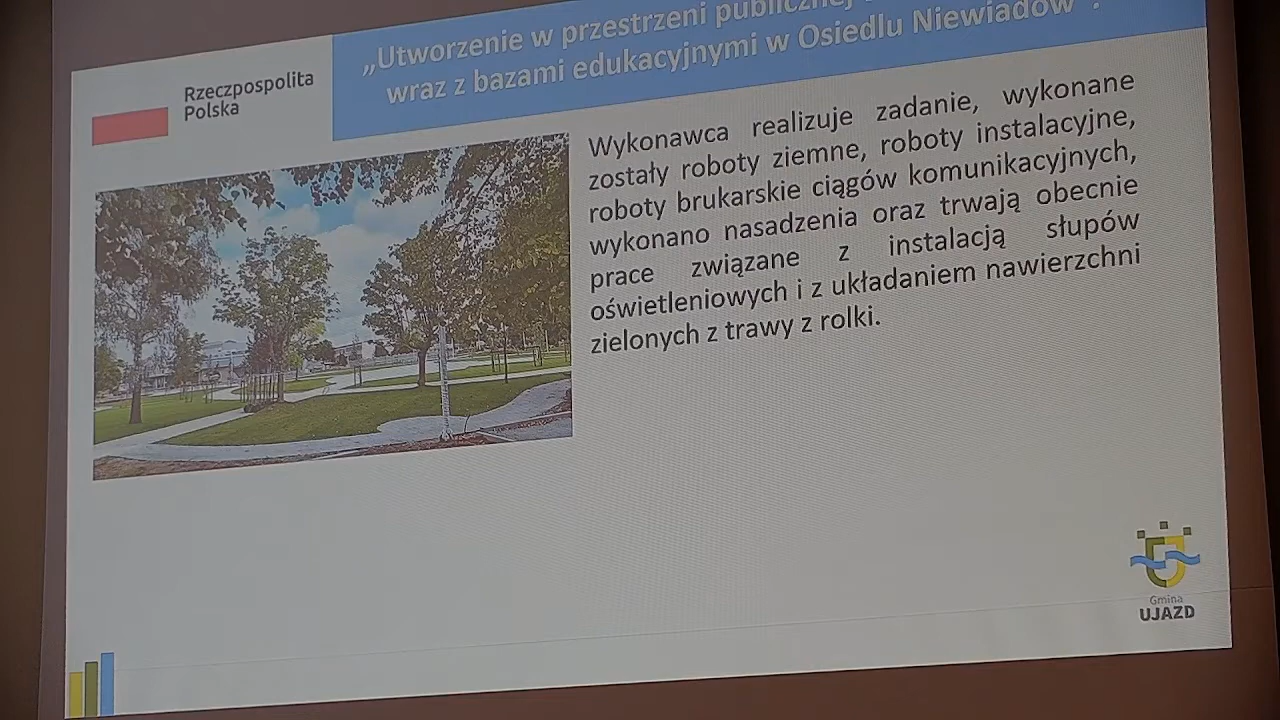 „Utworzenie w przestrzeni publicznej
wraz z bazami edukacyjnymi w Osiedlu Niewiadów".
Rzeczpospolita
Polska
Wykonawca realizuje zadanie, wykonane
zostały roboty ziemne, roboty instalacyjne,
roboty brukarskie ciągów komunikacyjnych,
wykonano nasadzenia oraz trwają obecnie
prace związane z instalacją słupów
oświetleniowych i z układaniem nawierzchni
zielonych z trawy z rolki.
Gmina
UJAZD